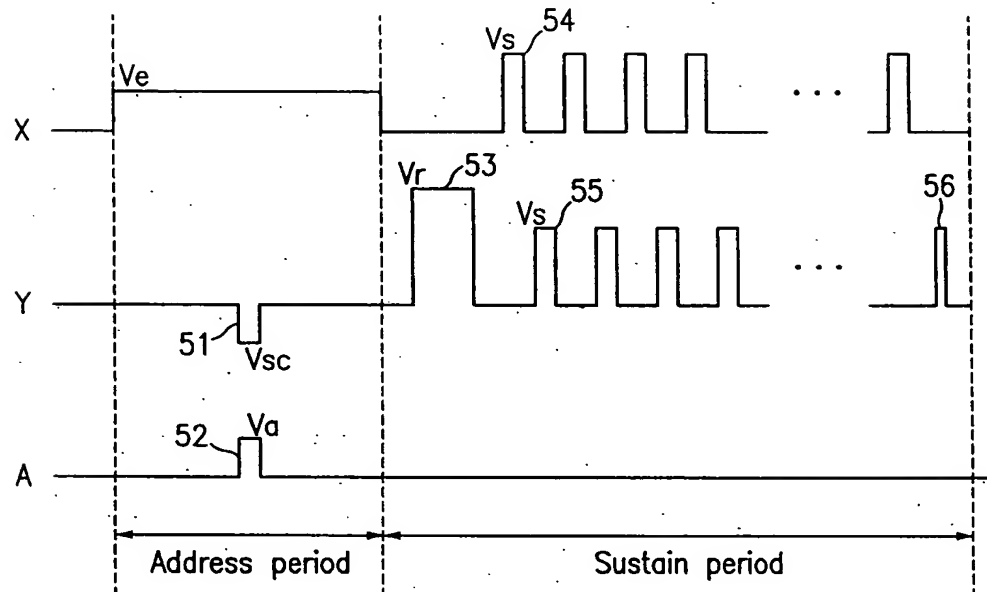 Vs 54
Ve
X
Vr 53
Vs 55
56
Y
51
Vsc
52 Va
A
Address period
Sustain period